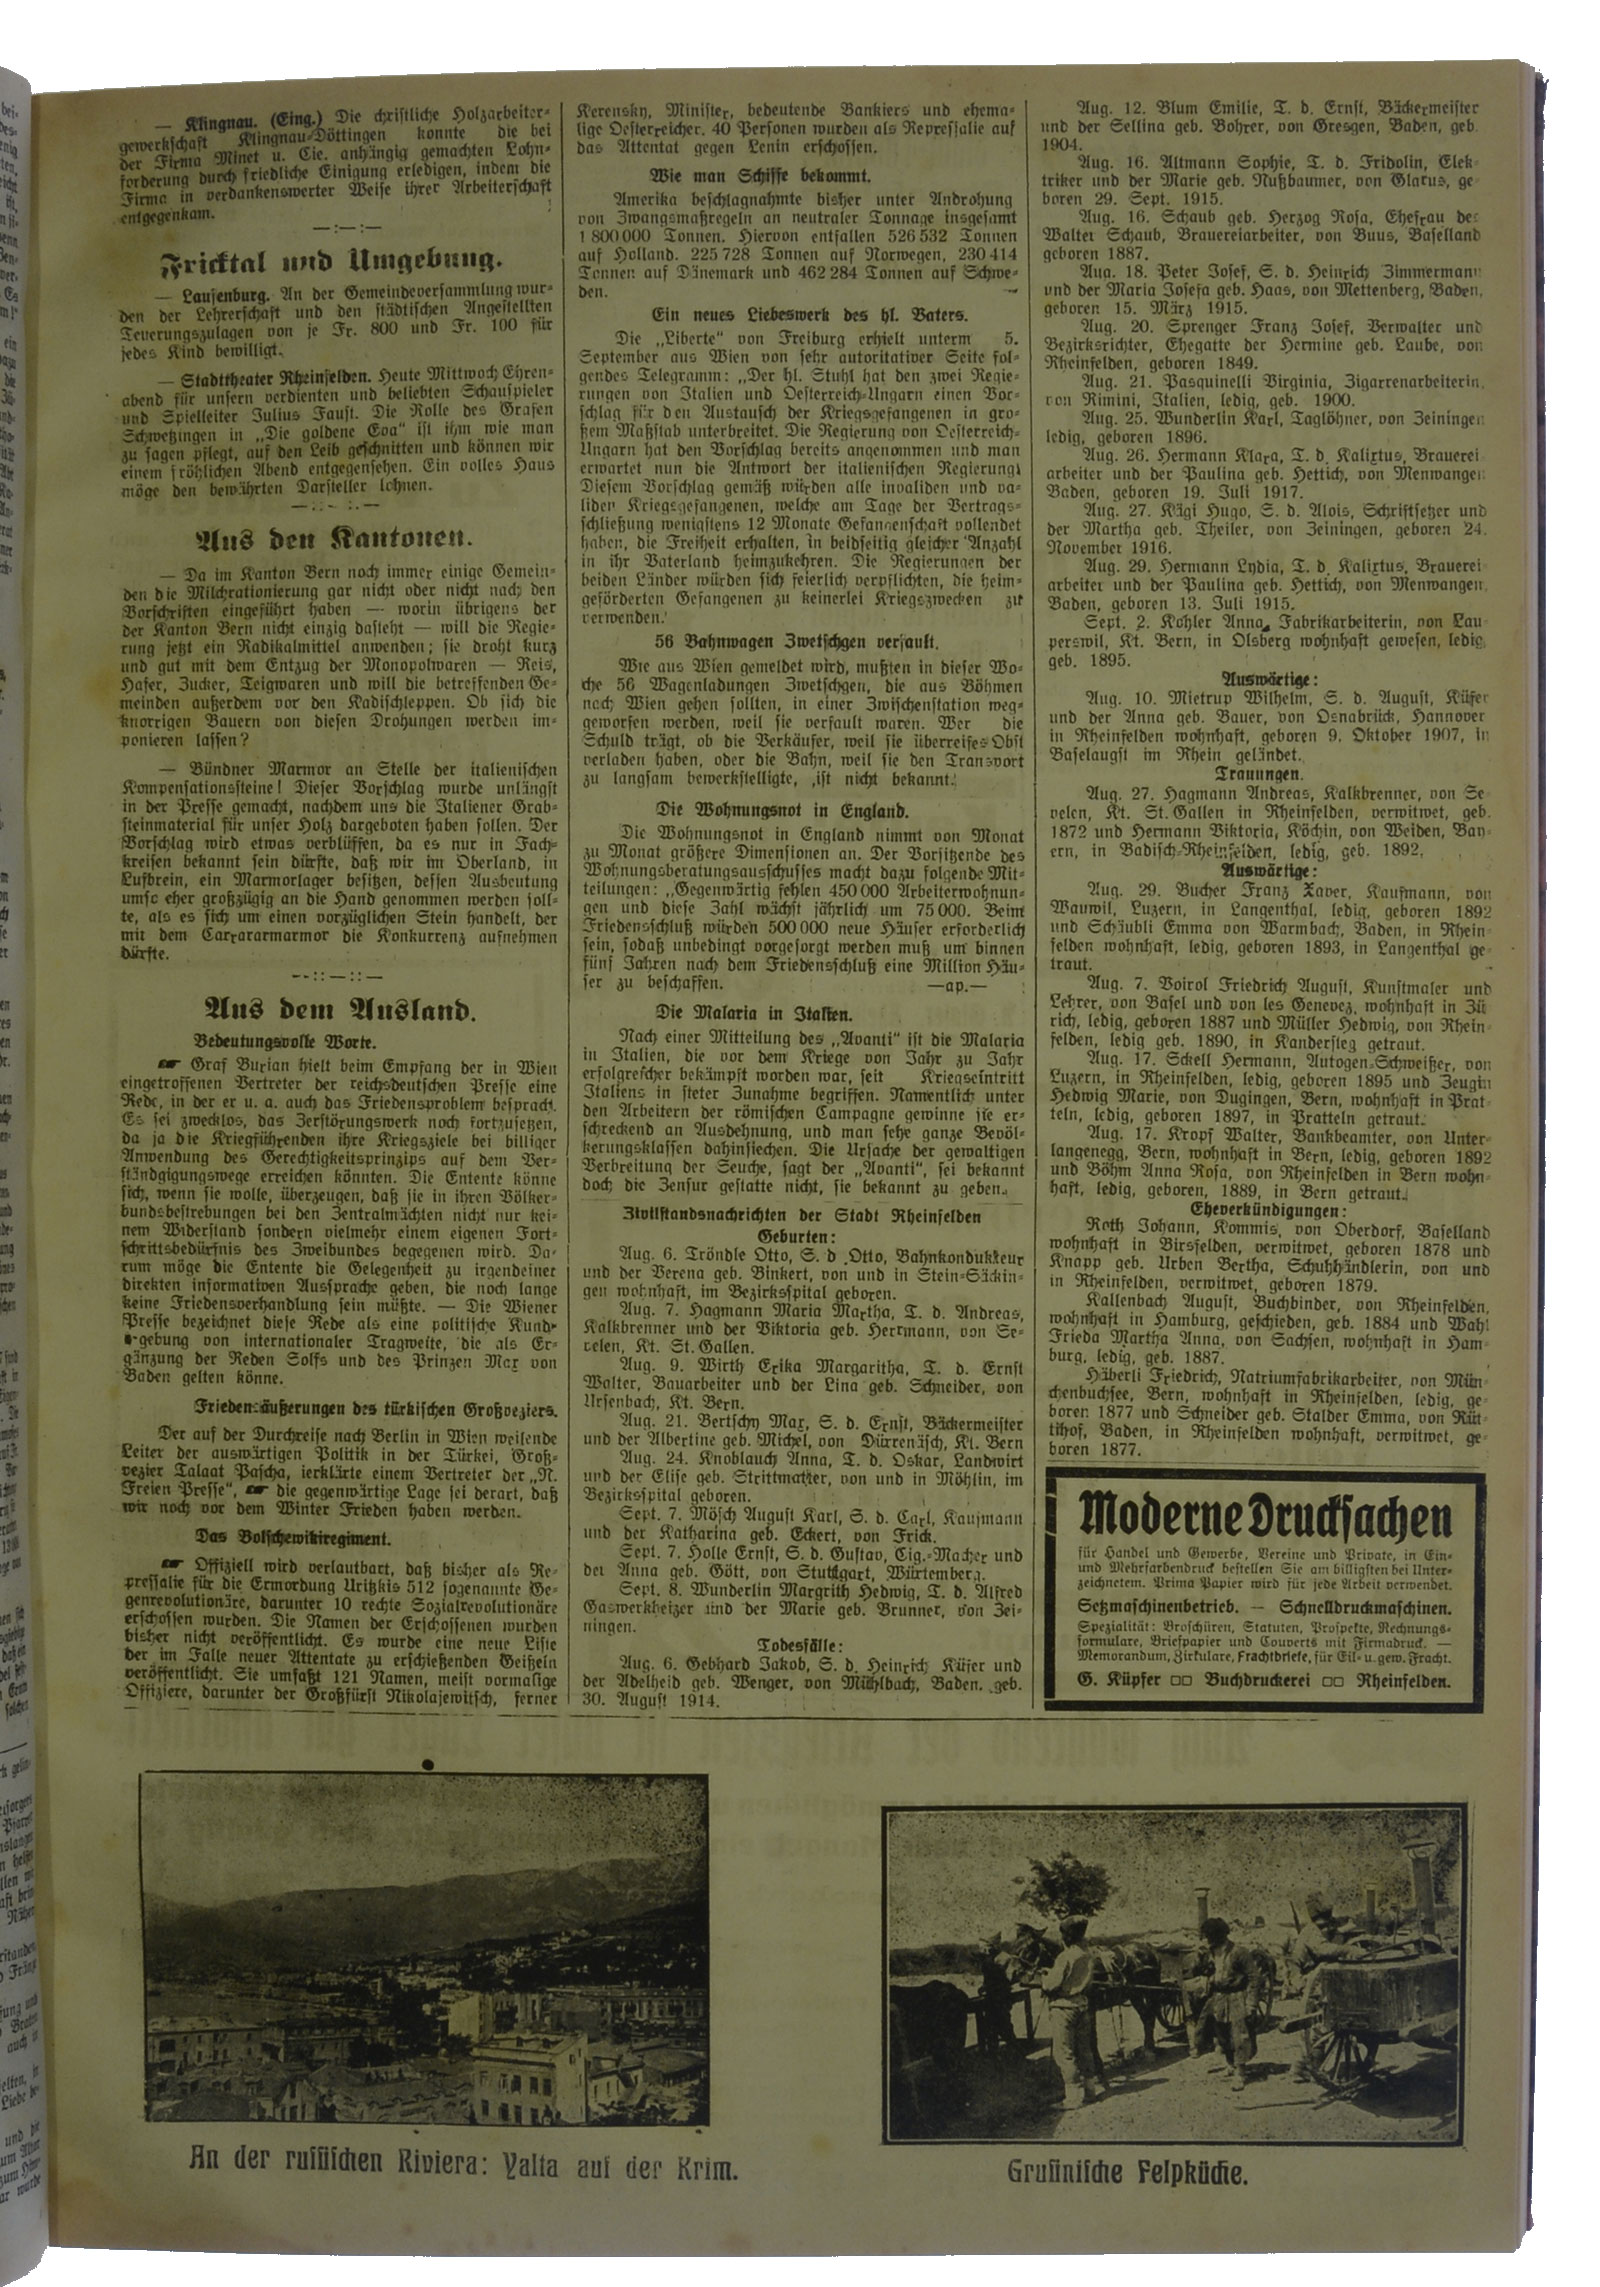 — Klingnau. (Eing.) Die christliche Holzarbeiter-
gewerkschaft Klingnau-Döttingen konnte die bei
der Firma Minet u. Cie. anhängig gemachten Lohn-
forderung durch friedliche Einigung erledigen, indem die
Firma in verdankenswerter Weise ihrer Arbeiterschaft
entgegenkam.
—:—:—
Fricktal und Umgebung.
— Laufenburg. An der Gemeindeversammlung wur-
den der Lehrerschaft und den städtischen Angestellten
Teuerungszulagen von je Fr. 800 und Fr. 100 für
jedes Kind bewilligt.
— Stadttheater Rheinfelden. Heute Mittwoch Ehren-
abend für unsern verdienten und beliebten Schauspieler
und Spielleiter Julius Faust. Die Rolle des Grafen
Schwetzingen in „Die goldene Eva" ist ihm wie man
zu sagen pflegt, auf den Leib geschnitten und können wir
einem fröhlichen Abend entgegensehen. Ein volles Haus
möge den bewährten Darsteller lohnen.
Aus den Kantonen.
— Da im Kanton Bern noch immer einige Gemein-
den die Milchrationierung gar nicht oder nicht nach den
Vorschriften eingeführt haben — worin übrigens der
der Kanton Bern nicht einzig dasteht — will die Regie-
rung jetzt ein Radikalmittel anwenden; sie droht kurz
und gut mit dem Entzug der Monopolwaren — Reis,
Hafer, Zucker, Teigwaren und will die betreffenden Ge-
meinden außerdem vor den Kadischleppen. Ob sich die
knorrigen Bauern von diesen Drohungen werden im-
ponieren lassen?
— Bündner Marmor an Stelle der italienischen
Kompensationssteine! Dieser Vorschlag wurde unlängst
in der Presse gemacht, nachdem uns die Italiener Grab-
steinmaterial für unser Holz dargeboten haben sollen. Der
Vorschlag wird etwas verblüffen, da es nur in Fach-
kreisen bekannt sein dürfte, daß wir im Oberland, in
Lufbrein, ein Marmorlager besitzen, dessen Ausbeutung
umso eher großzügig an die Hand genommen werden soll-
te, als es sich um einen vorzüglichen Stein handelt, der
mit dem Carrararmarmor die Konkurrenz aufnehmen
dürfte.
Aus dem Ausland.
Bedeutungsvolle Worte.
Graf Burian hielt beim Empfang der in Wien
eingetroffenen Vertreter der reichsdeutschen Presse eine
Rede, in der er u. a. auch das Friedensproblem besprach.
Es sei zwecklos, das Zerstörungswerk noch fortzusetzen,
da ja die Kriegführenden ihre Kriegsziele bei billiger
Anwendung des Gerechtigkeitsprinzips auf dem Ver-
ständgigungswege erreichen könnten. Die Entente könne
sich, wenn sie wolle, überzeugen, daß sie in ihren Völker-
bundsbestrebungen bei den Zentralmächten nicht nur kei-
nem Widerstand sondern vielmehr einem eigenen Fort-
schrittsbedürfnis des Zweibundes begegenen wird. Da-
rum möge die Entente die Gelegenheit zu irgendeiner
direkten informativen Aussprache geben, die noch lange
keine Friedensverhandlung sein müßte. — Die Wiener
Presse bezeichnet diese Rede als eine politische Kund-
gebung von internationaler Tragweite, die als Er-
gänzung der Reden Solfs und des Prinzen Max von
Baden gelten könne.
Friedensäußerungen des türkischen Großveziers.
Der auf der Durchreise nach Berlin in Wien weilende
Leiter der auswärtigen Politik in der Türkei, Groß-
vezier Talaat Pascha, erklärte einem Vertreter der „N.
Freien Presse", die gegenwärtige Lage sei derart, daß
wir noch vor dem Winter Frieden haben werden.
Das Bolschewikiregiment.
Offiziell wird verlautbart, daß bisher als Re-
pressalie für die Ermordung Uritzkis 512 sogenannte Ge-
genrevolutionäre, darunter 10 rechte Sozialrevolutionäre
erschossen wurden. Die Namen der Erschossenen wurden
bisher nicht veröffentlicht. Es wurde eine neue Liste
der im Falle neuer Attentate zu erschießenden Geißeln
veröffentlicht. Sie umfaßt 121 Namen, meist vormalige
Offiziere, darunter der Großfürst Nikolajewitsch, ferner
Kerensky, Minister, bedeutende Bankiers und ehema-
lige Oesterreicher. 40 Personen wurden als Repressalie auf
das Attentat gegen Lenin erschossen.
Wie man Schiffe bekommt.
Amerika beschlagnahmte bisher unter Androhung
von Zwangsmaßregeln an neutraler Tonnage insgesamt
1 800 000 Tonnen. Hiervon entfallen 526 532 Tonnen
auf Holland. 225 728 Tonnen auf Norwegen, 230 414
Tonnen auf Dänemark und 462 284 Tonnen auf Schwe-
den.
Ein neues Liebeswerk des hl. Vaters.
Die „Liberte" von Freiburg erhielt unterm 5.
September aus Wien von sehr autoritativer Seite fol-
gendes Telegramm: „Der hl. Stuhl hat den zwei Regie-
rungen von Italien und Oesterreich-Ungarn einen Vor-
schlag für den Austausch der Kriegsgefangenen in gro-
ßem Maßstab unterbreitet. Die Regierung von Oesterreich-
Ungarn hat den Vorschlag bereits angenommen und man
erwartet nun die Antwort der italienischen Regierung.
Diesem Vorschlag gemäß würden alle invaliden und va-
liden Kriegsgefangenen, welche am Tage der Vertrags-
schließung wenigstens 12 Monate Gefangenschaft vollendet
haben, die Freiheit erhalten, in beidseitig gleicher Anzahl
in ihr Vaterland heimzukehren. Die Regierungen der
beiden Länder würden sich feierlich verpflichten, die heim-
geförderten Gefangenen zu keinerlei Kriegszwecken zu
verwenden.
56 Bahnwagen Zwetschgen verfault.
Wie aus Wien gemeldet wird, mußten in dieser Wo-
che 56 Wagenladungen Zwetschgen, die aus Böhmen
nach Wien gehen sollten, in einer Zwischenstation weg-
geworfen werden, weil sie verfault waren. Wer die
Schuld trägt, ob die Verkäufer, weil sie überreifes Obst
verladen haben, oder die Bahn, weil sie den Transport
zu langsam bewerkstelligte, ist nicht bekannt.
Die Wohnungsnot in England.
Die Wohnungsnot in England nimmt von Monat
zu Monat größere Dimensionen an. Der Vorsitzende des
Wohnungsberatungsausschusses macht dazu folgende Mit-
teilungen: „Gegenwärtig fehlen 450 000 Arbeiterwohnun-
gen und diese Zahl wächst jährlich um 75 000. Beim
Friedensschluß würden 500 000 neue Häuser erforderlich
sein, sodaß unbedingt vorgesorgt werden muß um binnen
fünf Jahren nach dem Friedensschluß eine Million Häu-
ser zu beschaffen. —ap.—
Die Malaria in Italien.
Nach einer Mitteilung des „Avanti" ist die Malaria
in Italien, die vor dem Kriege von Jahr zu Jahr
erfolgreicher bekämpft worden war, seit Kriegseintritt
Italiens in steter Zunahme begriffen. Namentlich unter
den Arbeitern der römischen Campagne gewinne sie er-
schreckend an Ausdehnung, und man sehe ganze Bevöl-
kerungsklassen dahinsiechen. Die Ursache der gewaltigen
Verbreitung der Seuche, sagt der „Avanti", sei bekannt
doch die Zensur gestatte nicht, sie bekannt zu geben.
Zivilstandsnachrichten der Stadt Rheinfelden
Geburten:
Aug. 6. Tröndle Otto, S. d. Otto, Bahnkondukteur
und der Verena geb. Binkert, von und in Stein-Säckin-
gen wohnhaft, im Bezirksspital geboren.
Aug. 7. Hagmann Maria Martha, T. d. Andreas,
Kalkbrenner und der Viktoria geb. Herrmann, von Se-
velen, Kt. St. Gallen.
Aug. 9. Wirth Erika Margaritha, T. d. Ernst
Walter, Bauarbeiter und der Lina geb. Schneider, von
Ursenbach, Kt. Bern.
Aug. 21. Bertschy Max, S. d. Ernst, Bäckermeister
und der Albertine geb. Michel, von Dürrenäsch, Kt. Bern
Aug. 24. Knoblauch Anna, T. d. Oskar, Landwirt
und der Elise geb. Strittmatter, von und in Möhlin, im
Bezirksspital geboren.
Sept. 7. Mösch August Karl, S. d. Carl, Kaufmann
und der Katharina geb. Eckert, von Frick.
Sept. 7. Holle Ernst, S. d. Gustav, Cig.-Macher und
der Anna geb. Gött, von Stuttgart, Würtemberg.
Sept. 8. Wunderlin Margrith Hedwig, T. d. Alfred
Gaswerkheizer und der Marie geb. Brunner, von Zei-
ningen.
Todesfälle:
Aug. 6. Gebhard Jakob, S. d. Heinrich Küfer und
der Adelheid geb. Wenger, von Mühlbach, Baden, geb.
30. August 1914.
Aug. 12. Blum Emilie, T. d. Ernst, Bäckermeister
und der Sellina geb. Bohrer, von Gresgen, Baden, geb.
1904.
Aug. 16. Altmann Sophie, T. d. Fridolin, Elek-
triker und der Marie geb. Nußbaumer, von Glarus, ge-
boren 29. Sept. 1915.
Aug. 16. Schaub geb. Herzog Rosa, Ehefrau des
Walter Schaub, Brauereiarbeiter, von Buus, Baselland
geboren 1887.
Aug. 18. Peter Josef, S. d. Heinrich Zimmermann
und der Maria Josefa geb. Haas, von Mettenberg, Baden,
geboren 15. März 1915.
Aug. 20. Sprenger Franz Josef, Verwalter und
Bezirksrichter, Ehegatte der Hermine geb. Laube, von
Rheinfelden, geboren 1849.
Aug. 21. Pasquinelli Virginia, Zigarrenarbeiterin,
von Rimini, Italien, ledig, geb. 1900.
Aug. 25. Wunderlin Karl, Taglöhner, von Zeiningen
ledig, geboren 1896.
Aug. 26. Hermann Klara, T. d. Kalixtus, Brauerei
arbeiter und der Paulina geb. Hettich, von Menwangen
Baden, geboren 19. Juli 1917.
Aug. 27. Kägi Hugo, S. d. Alois, Schriftsetzer und
der Martha geb. Theiler, von Zeiningen, geboren 24.
November 1916.
Aug. 29. Hermann Lydia, T. d. Kalixtus, Brauerei
arbeiter und der Paulina geb. Hettich, von Menwangen,
Baden, geboren 13. Juli 1915.
Sept. 2. Kohler Anna, Fabrikarbeiterin, von Lau-
perswil, Kt. Bern, in Olsberg wohnhaft gewesen, ledig,
geb. 1895.
Auswärtige:
Aug. 10. Mietrup Wilhelm, S. d. August, Küfer
und der Anna geb. Bauer, von Osnabrück, Hannover
in Rheinfelden wohnhaft, geboren 9. Oktober 1907, in
Baselaugst im Rhein geländet.
Trauungen.
Aug. 27. Hagmann Andreas, Kalkbrenner, von Se
velen, Kt. St. Gallen in Rheinfelden, verwitwet, geb.
1872 und Hermann Viktoria, Köchin, von Weiden, Bay-
ern, in Badisch-Rheinfelden, ledig, geb. 1892.
Auswärtige:
Aug. 29. Bucher Franz Xaver, Kaufmann, von
Wauwil, Luzern, in Langenthal, ledig, geboren 1892
und Schäubli Emma von Warmbach, Baden, in Rhein-
felden wohnhaft, ledig, geboren 1893, in Langenthal ge-
traut.
Aug. 7. Voirol Friedrich August, Kunstmaler und
Lehrer, von Basel und von les Genevez, wohnhaft in Zü
rich, ledig, geboren 1887 und Müller Hedwig, von Rhein-
felden, ledig geb. 1890, in Kandersteg getraut.
Aug. 17. Sckell Hermann, Autogen-Schweißer, von
Luzern, in Rheinfelden, ledig, geboren 1895 und Zeugin
Hedwig Marie, von Dugingen, Bern, wohnhaft in Prat-
teln, ledig, geboren 1897, in Pratteln getraut.
Aug. 17. Kropf Walter, Bankbeamter, von Unter-
langenegg, Bern, wohnhaft in Bern, ledig, geboren 1892
und Böhm Anna Rosa, von Rheinfelden in Bern wohn-
haft, ledig, geboren, 1889, in Bern getraut.
Eheverkündigungen:
Roth Johann, Kommis, von Oberdorf, Baselland
wohnhaft in Birsfelden, verwitwet, geboren 1878 und
Knapp geb. Urben Bertha, Schuhhändlerin, von und
in Rheinfelden, verwitwet, geboren 1879.
Kallenbach August, Buchbinder, von Rheinfelden,
wohnhaft in Hamburg, geschieden, geb. 1884 und Wahl
Frieda Martha Anna, von Sachsen, wohnhaft in Ham-
burg, ledig, geb. 1887.
Häberli Friedrich, Natriumfabrikarbeiter, von Mün-
chenbuchsee, Bern, wohnhaft in Rheinfelden, ledig, ge-
boren 1877 und Schneider geb. Stalder Emma, von Rüt-
tihof, Baden, in Rheinfelden wohnhaft, verwitwet, ge-
boren 1877.
Moderne Drucksachen
für Handel und Gewerbe, Vereine und Private, in Ein-
und Mehrfarbendruck bestellen Sie am billigsten bei Unter-
zeichnetem. Prima Papier wird für jede Arbeit verwendet.
Setzmaschinenbetrieb. — Schnelldruckmaschinen.
Spezialität: Broschüren, Statuten, Prospekte, Rechnungs-
formulare, Briefpapier und Couverts mit Firmadruck. —
Memorandum, Zirkulare, Frachtbriefe, für Eil- u. gew. Fracht.
G. Küpfer □□ Buchdruckerei □□ Rheinfelden.
An der russischen Riviera: Yalta auf der Krim.
Grusinische Felpküche.